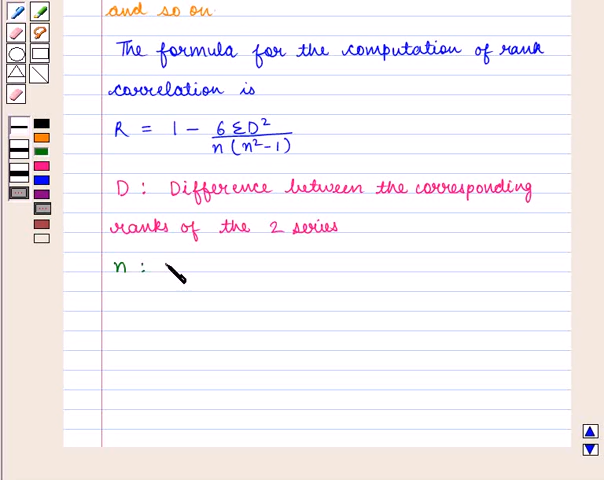 and so on
The formula for the computation of rank
correlation is
R = 1 - 6 ΣD² / n (n² - 1)
D : Difference between the corresponding
ranks of the 2 series
n :